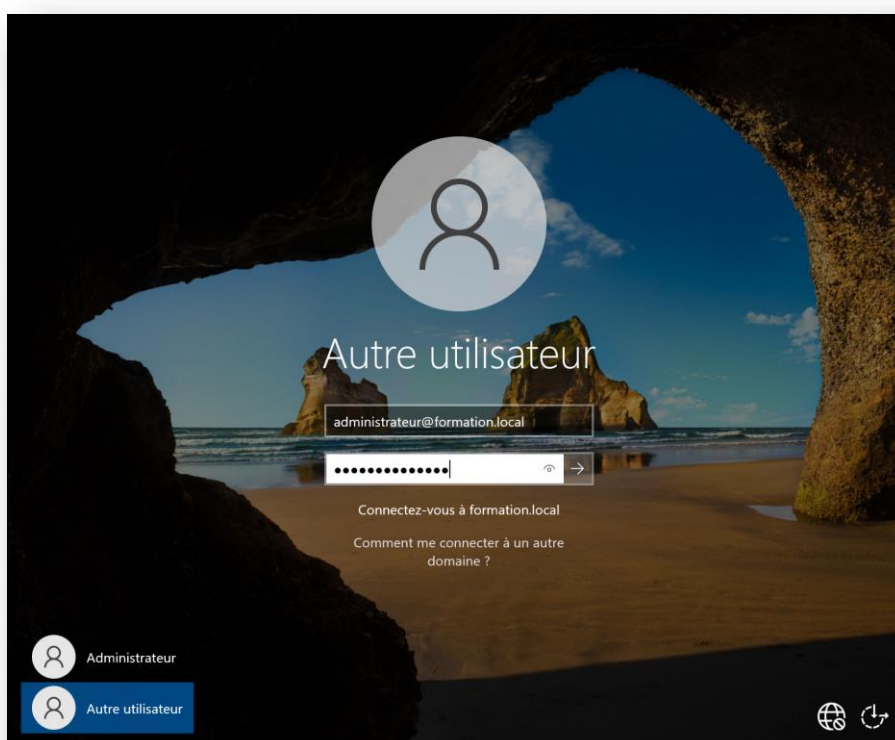 Autre utilisateur
administrateur@formation.local
Connectez-vous à formation.local
Comment me connecter à un autre
domaine ?
Administrateur
Autre utilisateur